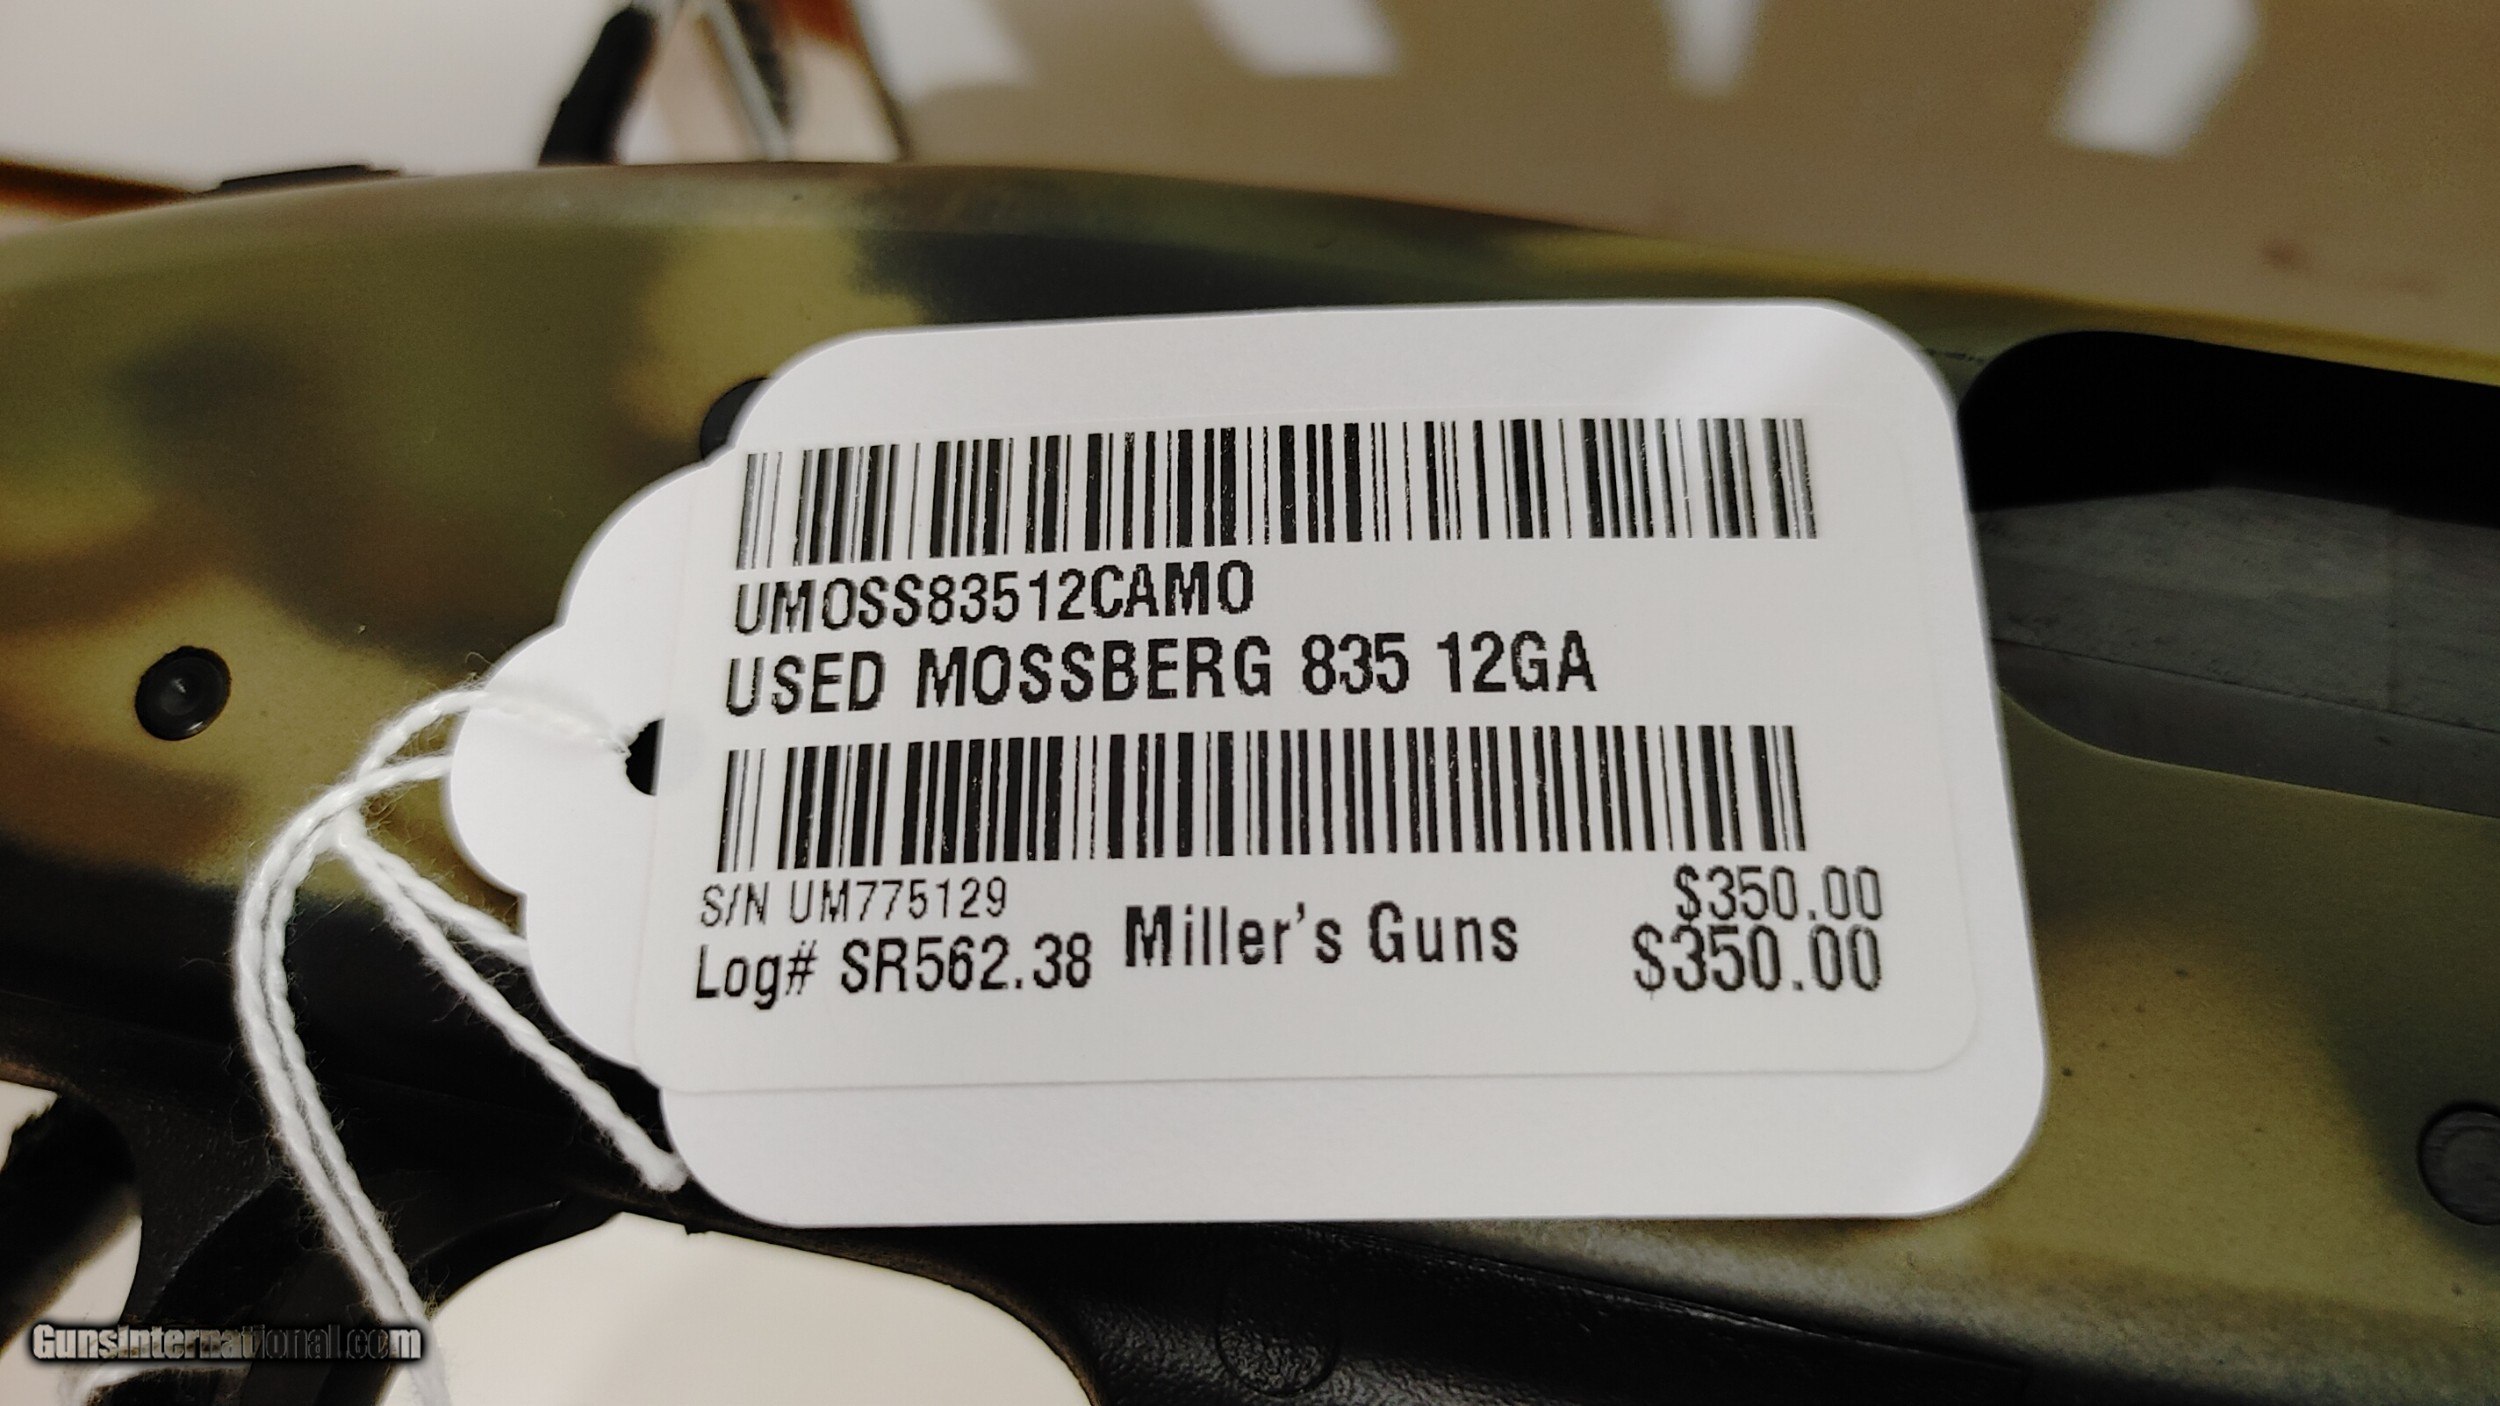 UMOSS83512CAMO
USED MOSSBERG 835 12GA
S/N UM775129
$350.00
Log# SR562.38 Miller's Guns $350.00
GunsInternational.com